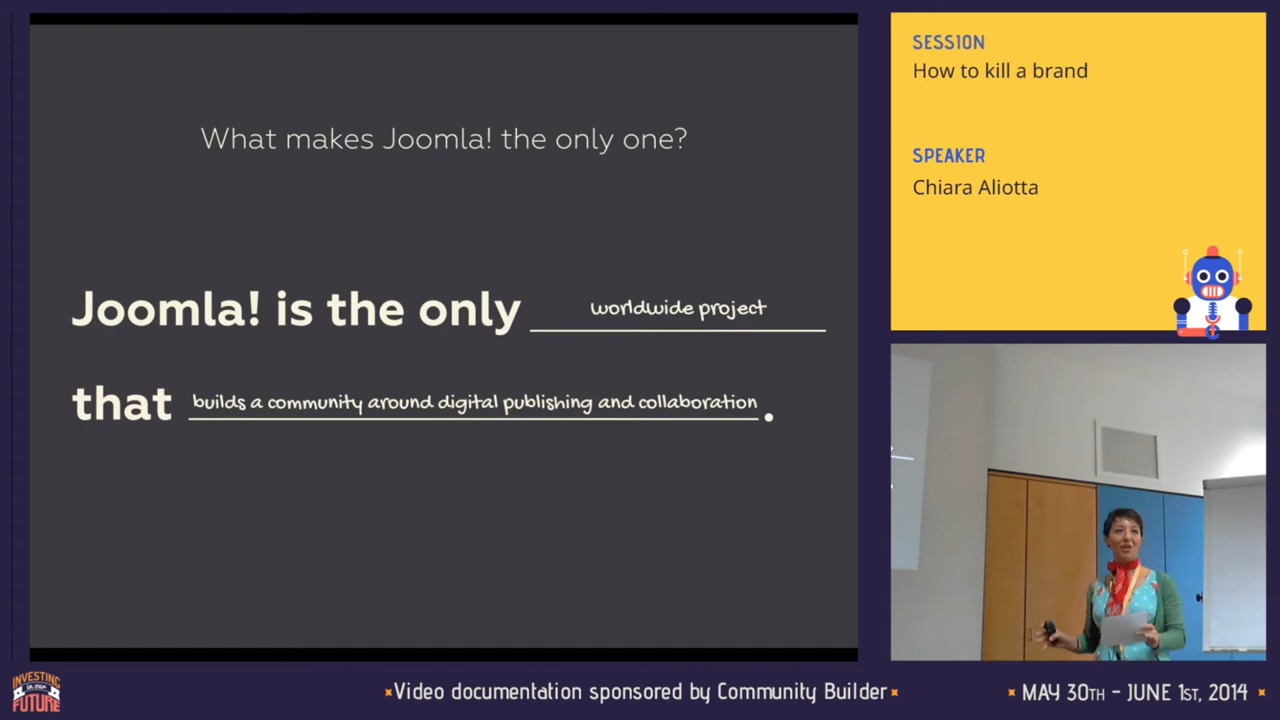 What makes Joomla! the only one?
Joomla! is the only worldwide project
that builds a community around digital publishing and collaboration.
SESSION
How to kill a brand
SPEAKER
Chiara Aliotta
INVESTING
in our
FUTURE
Video documentation sponsored by Community Builder
MAY 30TH - JUNE 1ST, 2014